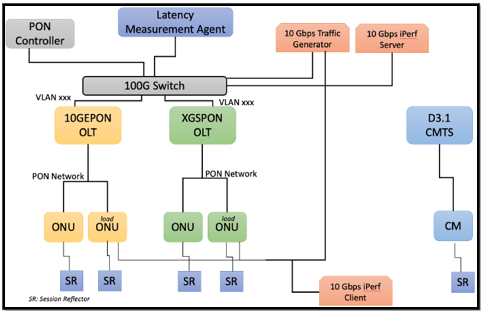 PON
Controller
Latency
Measurement Agent
10 Gbps Traffic
Generator
10 Gbps iPerf
Server
100G Switch
VLAN xxx
VLAN xxx
10GEPON
OLT
XGSPON
OLT
D3.1
CMTS
PON Network
PON Network
ONU
load
ONU
ONU
load
ONU
CM
SR
SR
SR
SR
SR
10 Gbps iPerf
Client
SR: Session Reflector